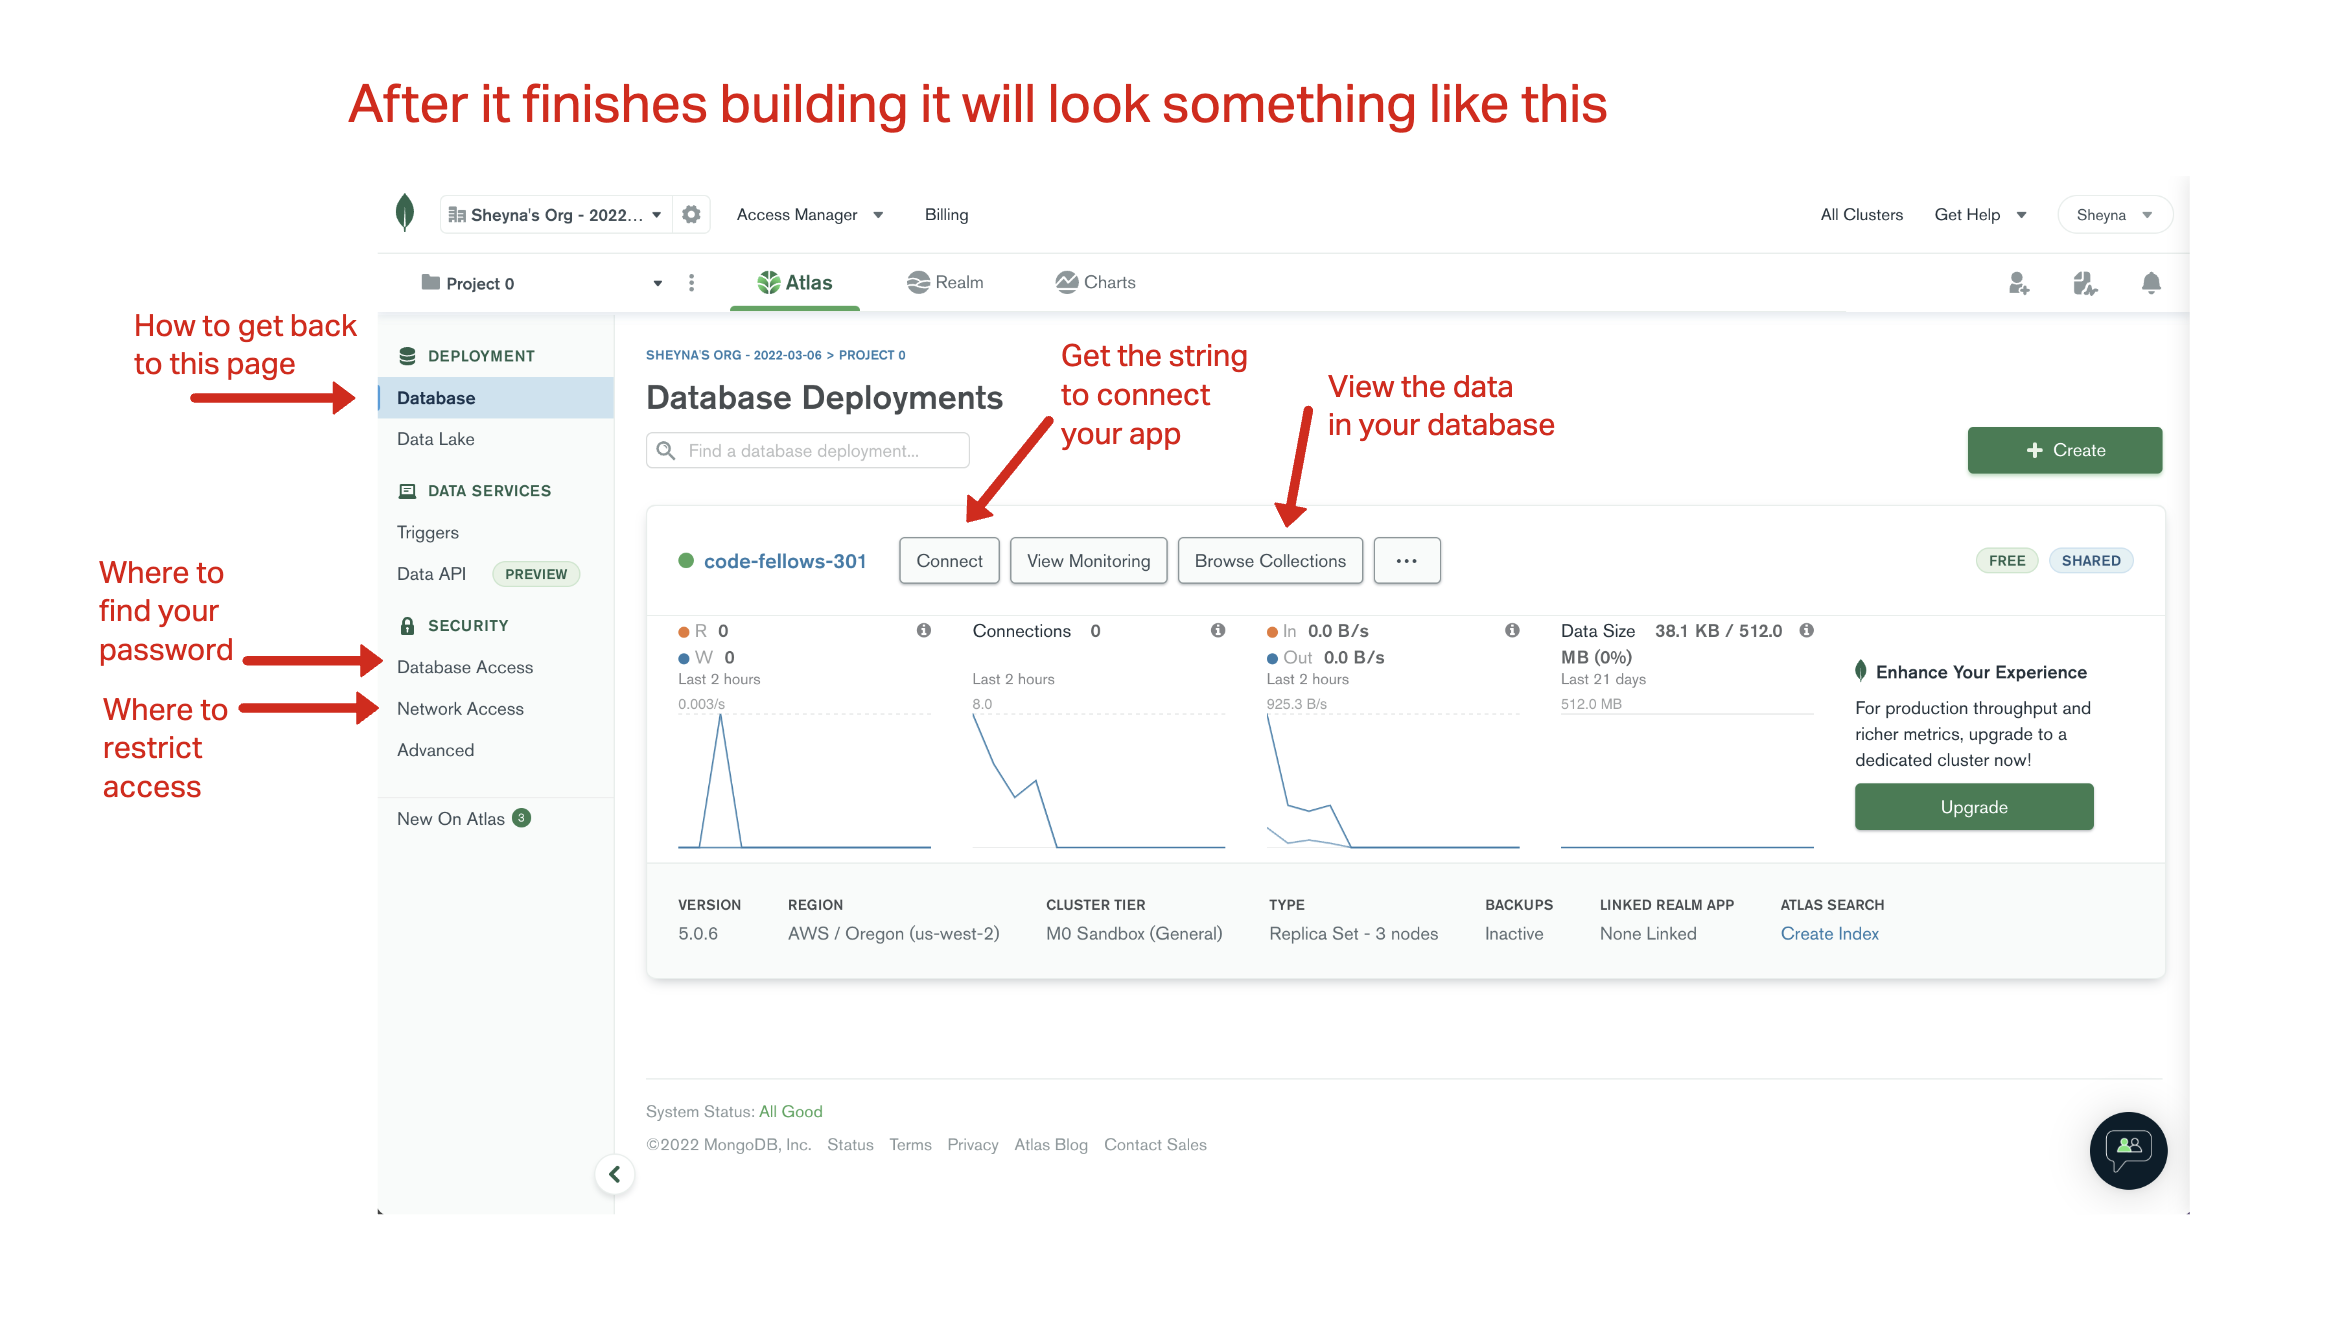 After it finishes building it will look something like this
Sheyna's Org - 2022...
Access Manager
Billing
All Clusters
Get Help
Sheyna
Project 0
Atlas
Realm
Charts
How to get back
to this page
DEPLOYMENT
Database
Data Lake
DATA SERVICES
Triggers
Data API PREVIEW
SECURITY
Database Access
Network Access
Advanced
New On Atlas 3
Where to
find your
password
Where to
restrict
access
SHEYNA'S ORG - 2022-03-06 > PROJECT 0
Database Deployments
Find a database deployment...
Get the string
to connect
your app
View the data
in your database
+ Create
code-fellows-301
Connect
View Monitoring
Browse Collections
...
FREE
SHARED
R 0
W 0
Last 2 hours
0.003/s
Connections 0
Last 2 hours
8.0
In 0.0 B/s
Out 0.0 B/s
Last 2 hours
925.3 B/s
Data Size 38.1 KB / 512.0
MB (0%)
Last 21 days
512.0 MB
Enhance Your Experience
For production throughput and
richer metrics, upgrade to a
dedicated cluster now!
Upgrade
VERSION
5.0.6
REGION
AWS / Oregon (us-west-2)
CLUSTER TIER
M0 Sandbox (General)
TYPE
Replica Set - 3 nodes
BACKUPS
Inactive
LINKED REALM APP
None Linked
ATLAS SEARCH
Create Index
System Status: All Good
©2022 MongoDB, Inc. Status Terms Privacy Atlas Blog Contact Sales